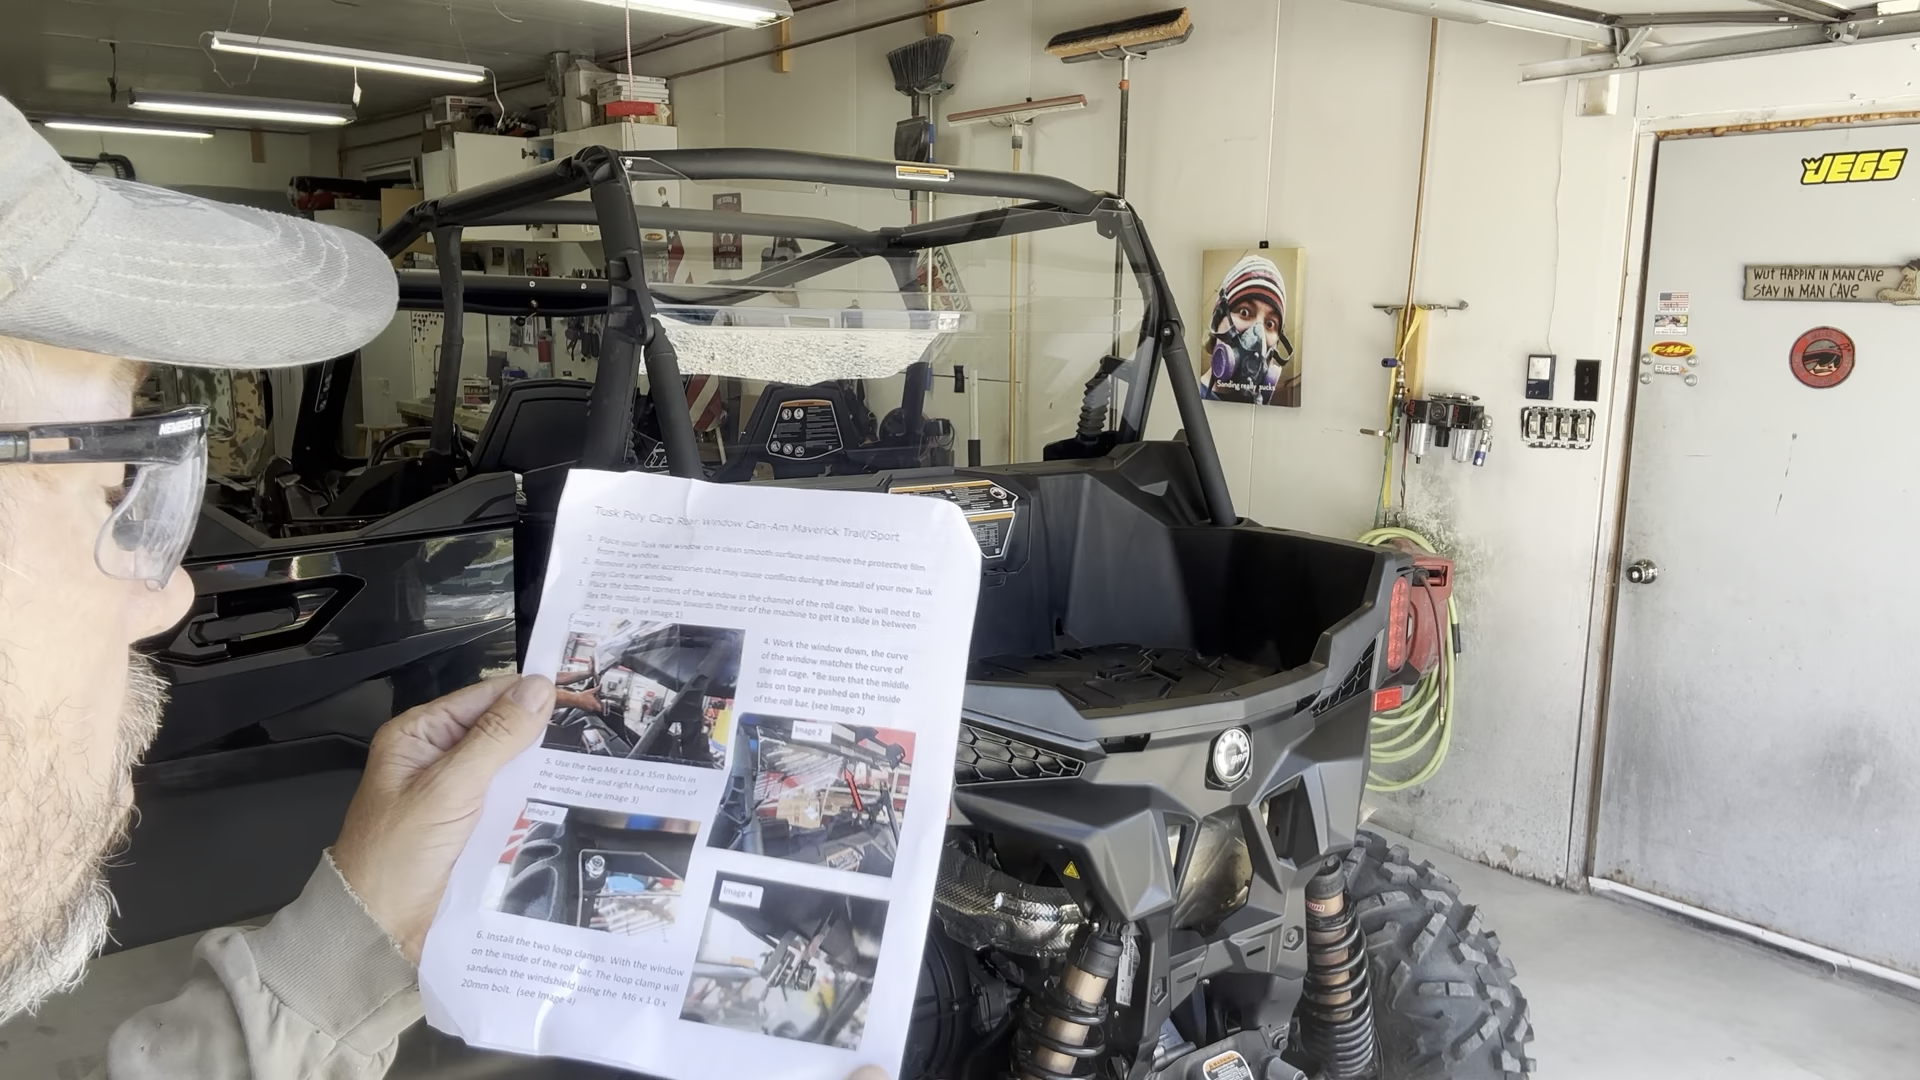 JEGS
WUT HAPPIN IN MAN CAVE
STAY IN MAN CAVE
FMF
Sanding really sucks
NEMESIS
Tusk Poly Carb Rear Window Can-Am Maverick Trail/Sport
1. Place your Tusk rear window on a clean smooth surface and remove the protective film
from the window.
2. Remove any other accessories that may cause conflicts during the install of your new Tusk
poly Carb rear window.
3. Place the bottom corners of the window in the channel of the roll cage. You will need to
flex the middle of window towards the rear of the machine to get it to slide in between
the roll cage. (see Image 1)
Image 1
4. Work the window down, the curve
of the window matches the curve of
the roll cage. *Be sure that the middle
tabs on top are pushed on the inside
of the roll bar. (see Image 2)
Image 2
5. Use the two M6 x 1.0 x 35m bolts in
the upper left and right hand corners of
the window. (see Image 3)
Image 3
Image 4
6. Install the two loop clamps. With the window
on the inside of the roll bar, The loop clamp will
sandwich the windshield using the M6 x 1.0 x
20mm bolt. (see Image 4)
BRP